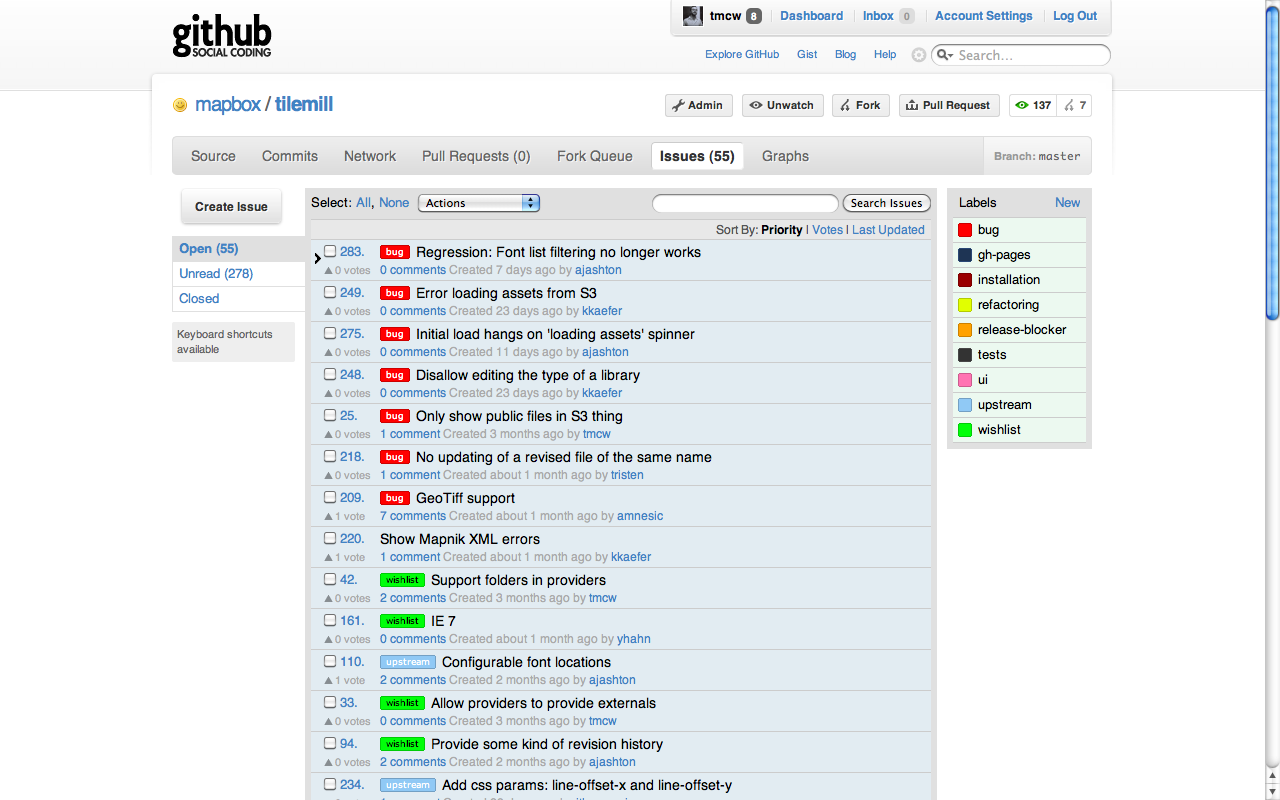 github
SOCIAL CODING
tmcw 8 Dashboard Inbox 0 Account Settings Log Out
Explore GitHub Gist Blog Help Search...
mapbox / tilemill
Admin Unwatch Fork Pull Request 137 7
Source Commits Network Pull Requests (0) Fork Queue Issues (55) Graphs Branch: master
Create Issue
Open (55)
Unread (278)
Closed
Keyboard shortcuts
available
Select: All, None Actions Search Issues
Sort By: Priority | Votes | Last Updated
283. bug Regression: Font list filtering no longer works
0 votes 0 comments Created 7 days ago by ajashton
249. bug Error loading assets from S3
0 votes 0 comments Created 23 days ago by kkaefer
275. bug Initial load hangs on 'loading assets' spinner
0 votes 0 comments Created 11 days ago by ajashton
248. bug Disallow editing the type of a library
0 votes 0 comments Created 23 days ago by kkaefer
25. bug Only show public files in S3 thing
0 votes 1 comment Created 3 months ago by tmcw
218. bug No updating of a revised file of the same name
0 votes 1 comment Created about 1 month ago by tristen
209. bug GeoTiff support
1 vote 7 comments Created about 1 month ago by amnesic
220. Show Mapnik XML errors
1 vote 1 comment Created about 1 month ago by kkaefer
42. wishlist Support folders in providers
0 votes 2 comments Created 3 months ago by tmcw
161. wishlist IE 7
0 votes 0 comments Created about 1 month ago by yhahn
110. upstream Configurable font locations
1 vote 2 comments Created 2 months ago by ajashton
33. wishlist Allow providers to provide externals
0 votes 0 comments Created 3 months ago by tmcw
94. wishlist Provide some kind of revision history
0 votes 2 comments Created 2 months ago by ajashton
234. upstream Add css params: line-offset-x and line-offset-y
Labels New
bug
gh-pages
installation
refactoring
release-blocker
tests
ui
upstream
wishlist